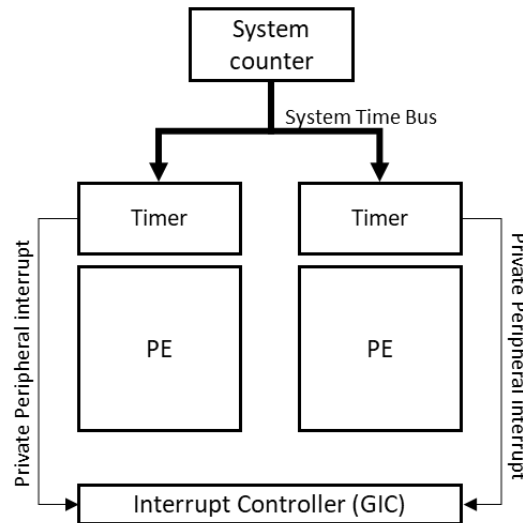 System
counter
System Time Bus
Timer
Timer
Private Peripheral interrupt
Private Peripheral Interrupt
PE
PE
Interrupt Controller (GIC)